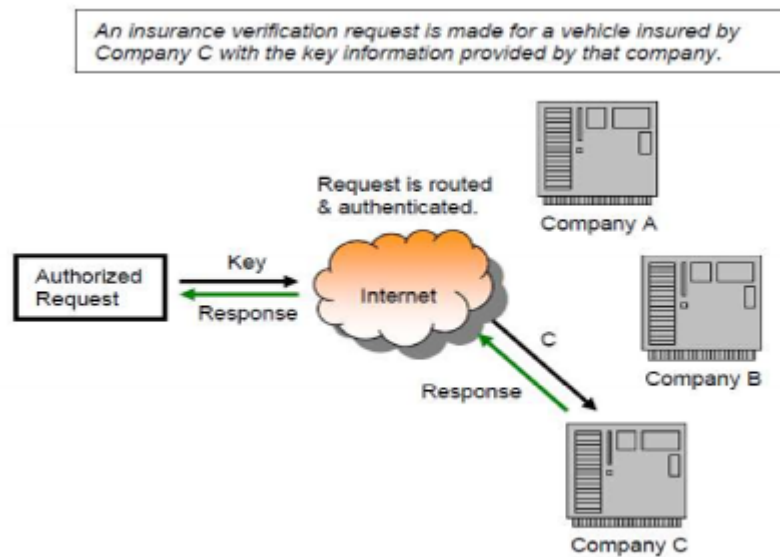 An insurance verification request is made for a vehicle insured by
Company C with the key information provided by that company.
Request is routed
& authenticated.
Company A
Authorized
Request
Key
Response
Internet
C
Response
Company B
Company C